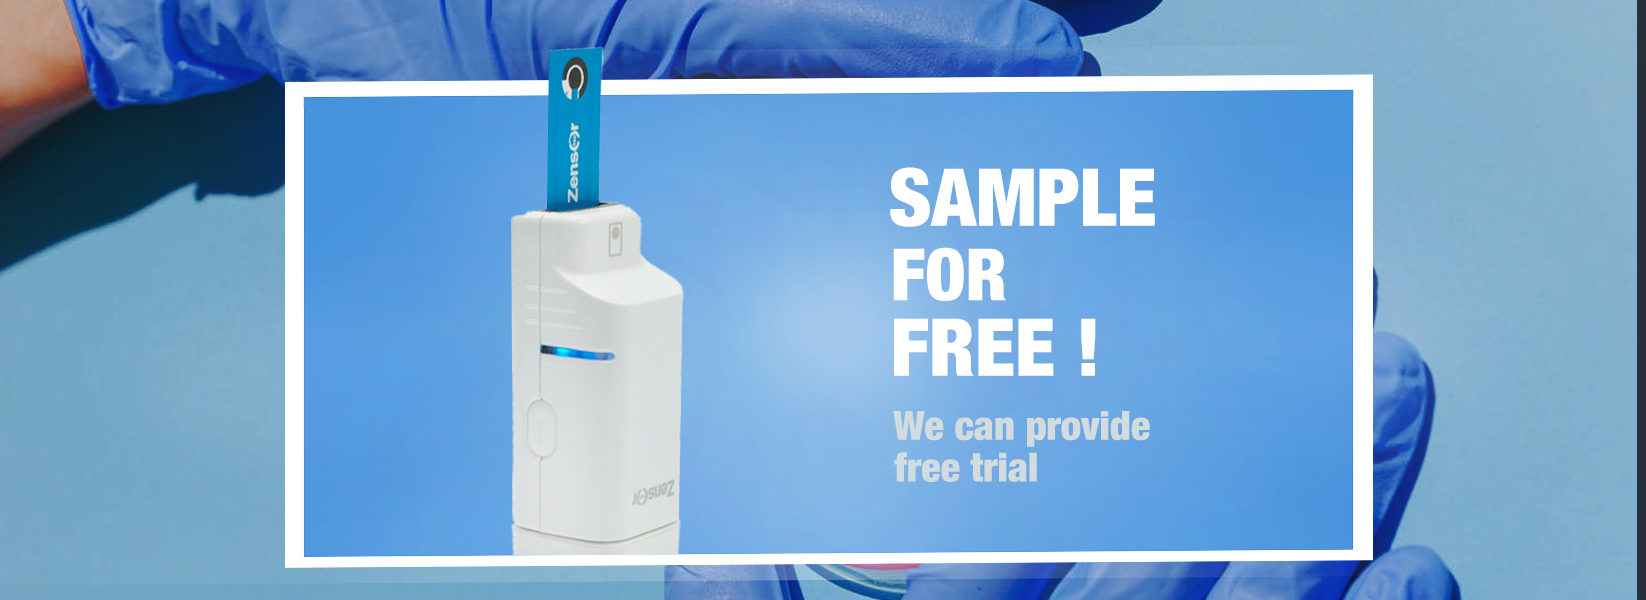 Zensor
SAMPLE
FOR
FREE !
We can provide
free trial
Zensor